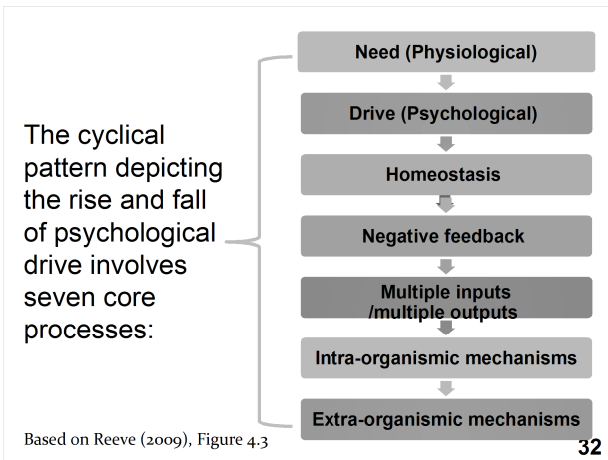 The cyclical
pattern depicting
the rise and fall
of psychological
drive involves
seven core
processes:
Need (Physiological)
Drive (Psychological)
Homeostasis
Negative feedback
Multiple inputs
/multiple outputs
Intra-organismic mechanisms
Extra-organismic mechanisms
Based on Reeve (2009), Figure 4.3
32